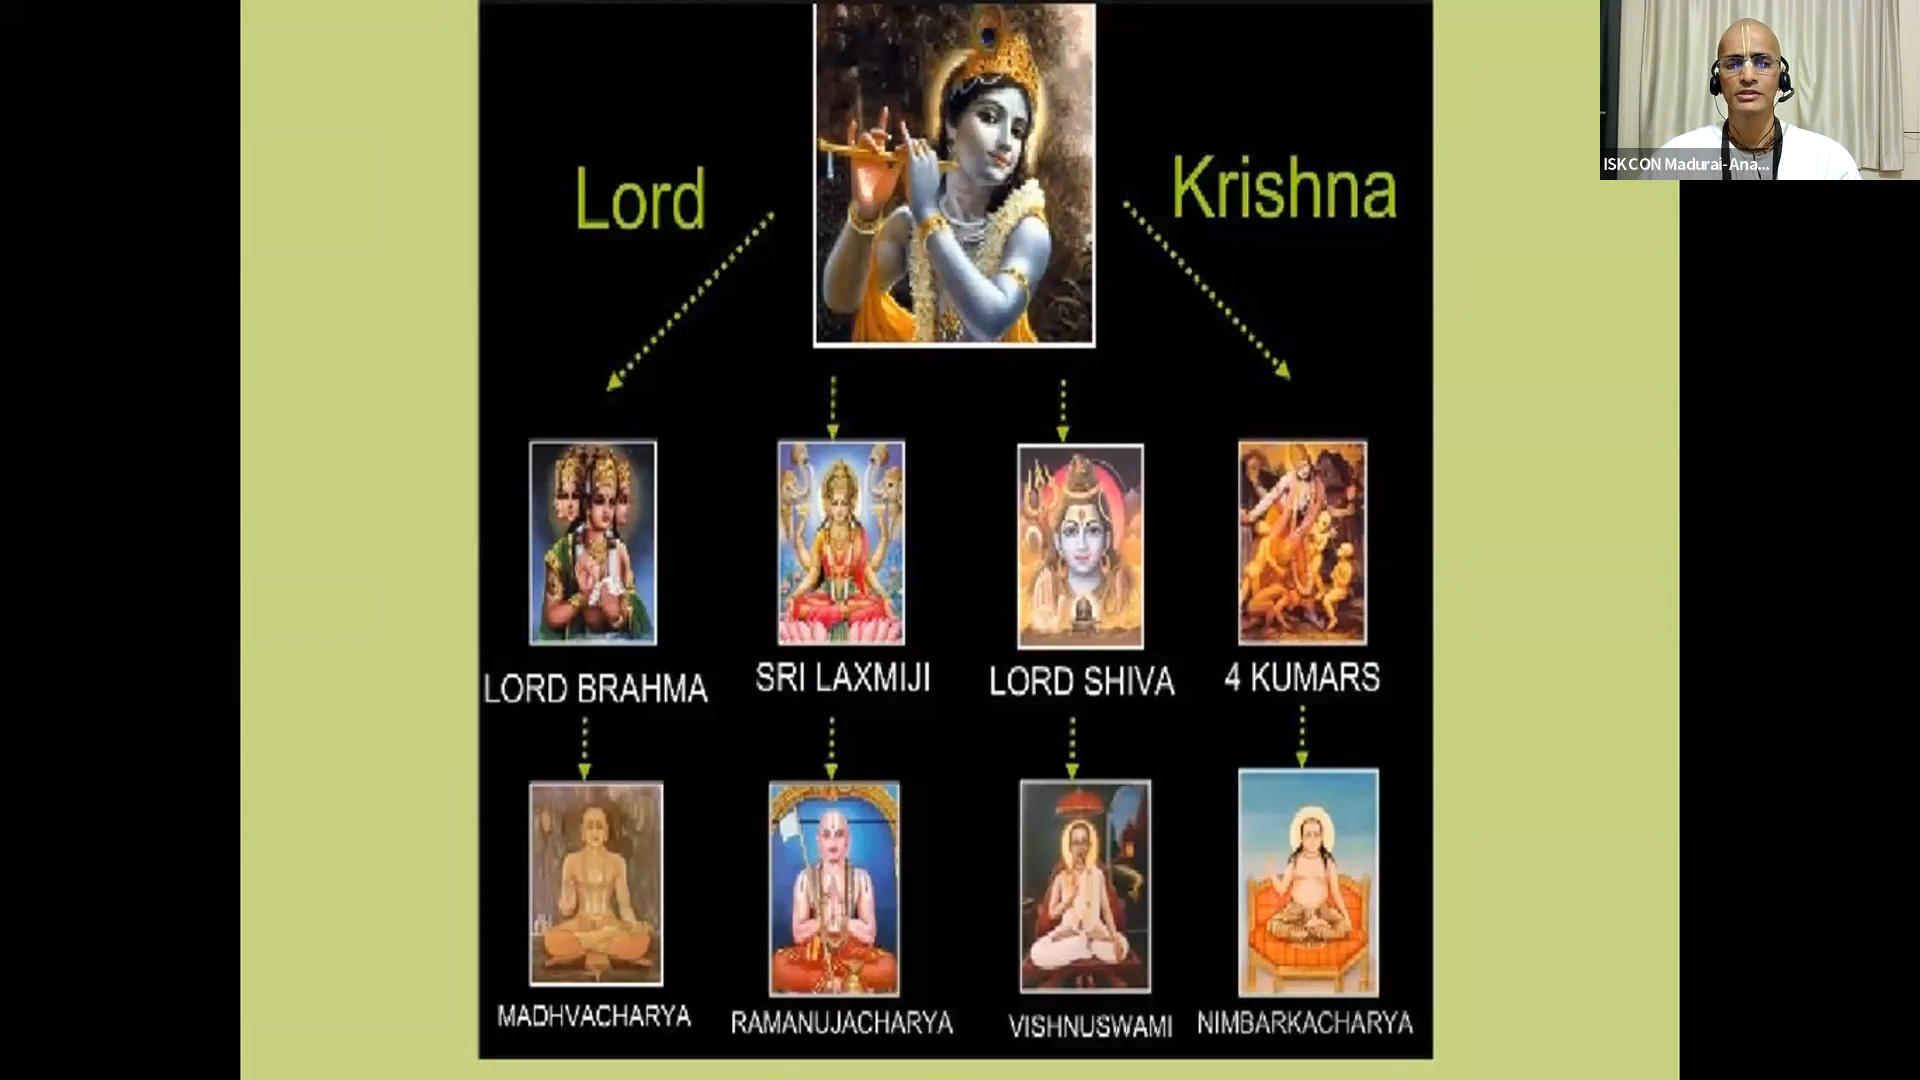 Lord
Krishna
ISKCON Madurai-Ana...
LORD BRAHMA
SRI LAXMIJI
LORD SHIVA
4 KUMARS
MADHVACHARYA
RAMANUJACHARYA
VISHNUSWAMI
NIMBARKACHARYA